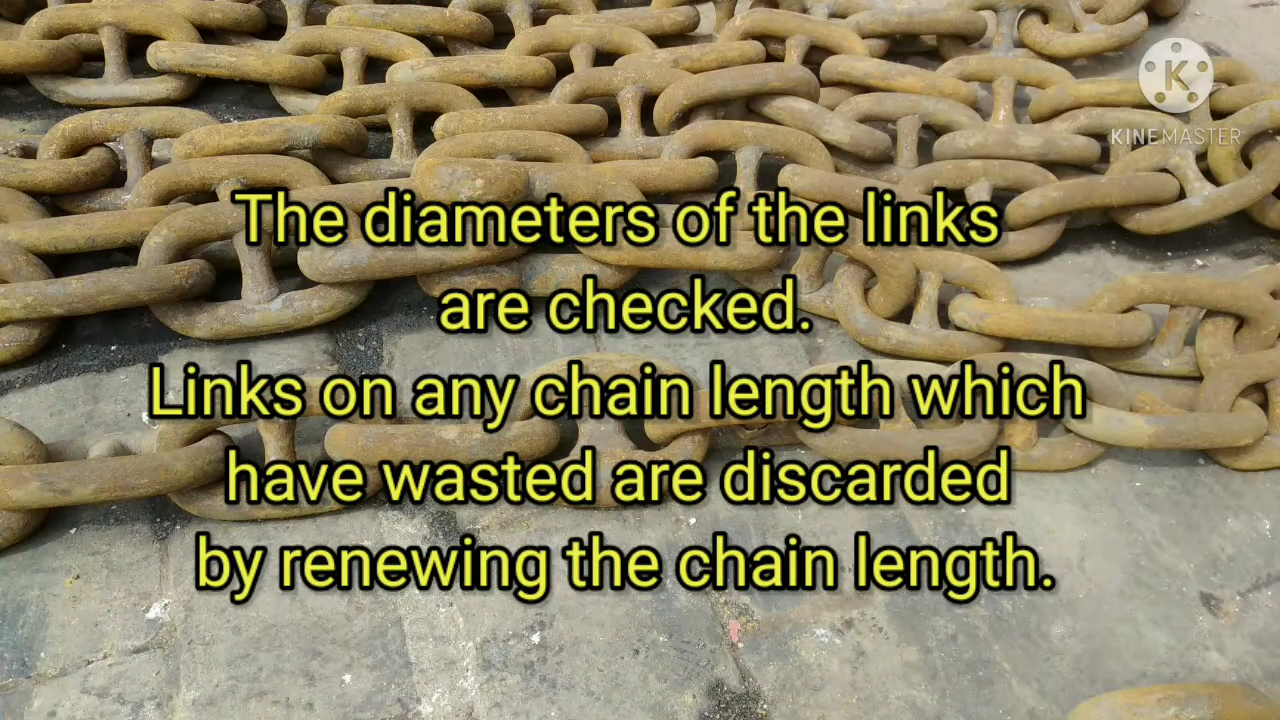 K
KINEMASTER
The diameters of the links
are checked.
Links on any chain length which
have wasted are discarded
by renewing the chain length.